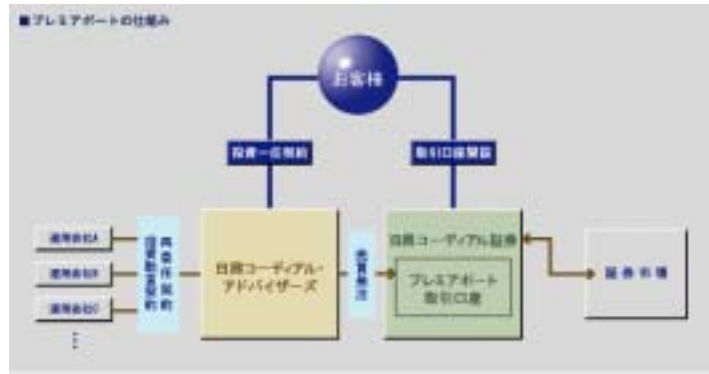 ■プレミアポートの仕組み
お客様
投資一任契約
取引口座開設
運用会社A
運用会社B
運用会社C
再委任契約
投資助言契約
日興コーディアル・
アドバイザーズ
売買発注
日興コーディアル証券
プレミアポート
取引口座
証券市場